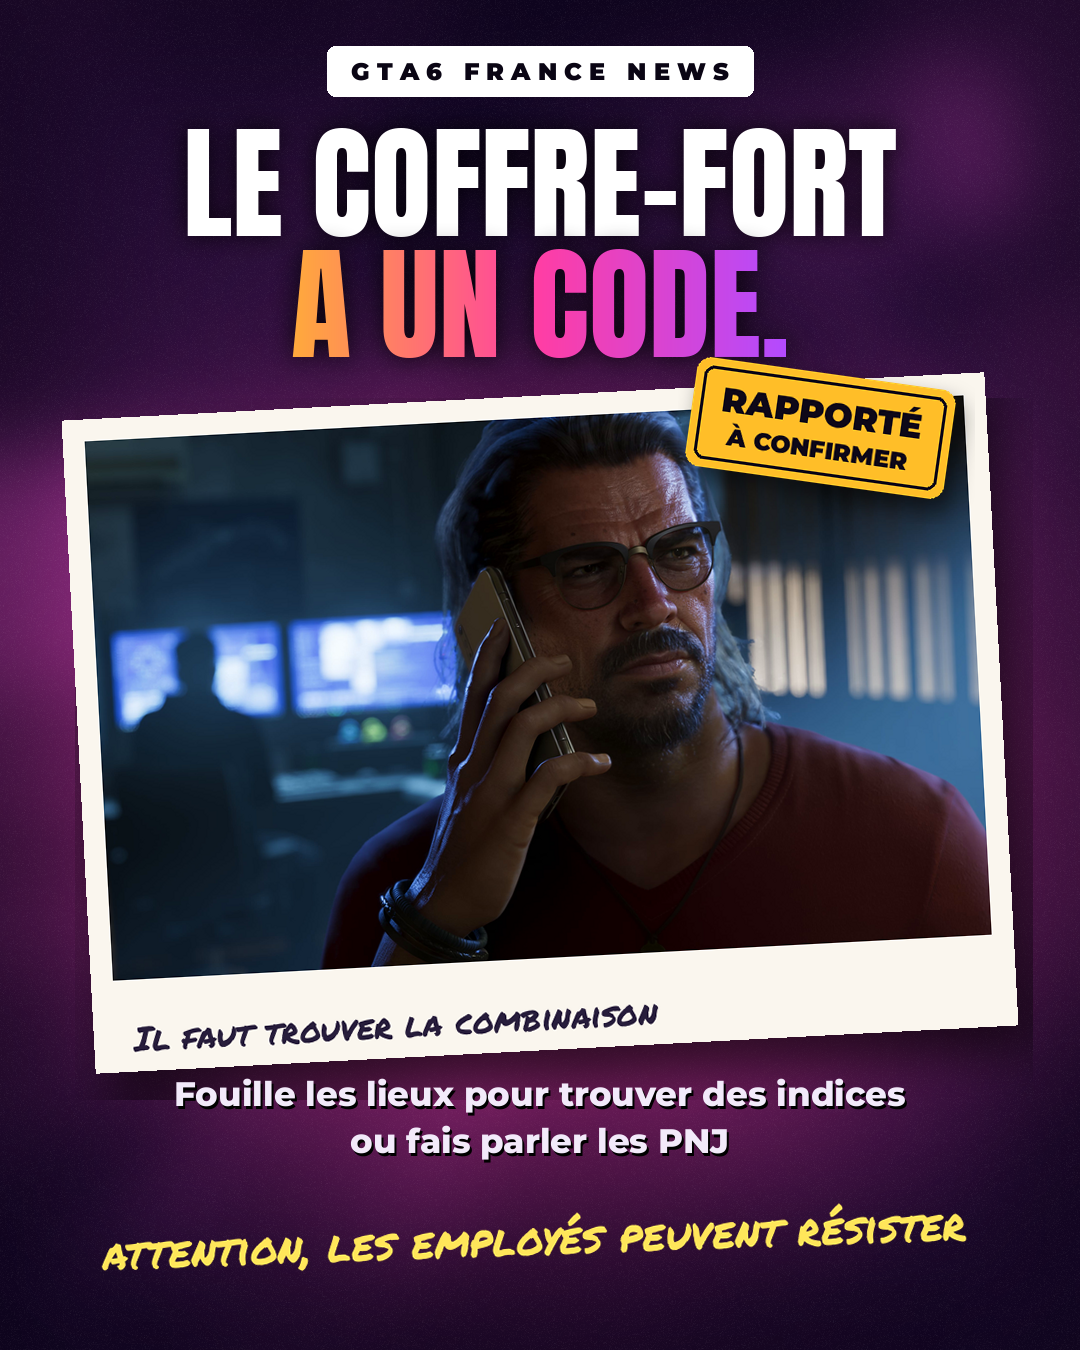 GTA6 FRANCE NEWS
LE COFFRE-FORT
A UN CODE.
RAPPORTÉ
À CONFIRMER
IL FAUT TROUVER LA COMBINAISON
Fouille les lieux pour trouver des indices
ou fais parler les PNJ
ATTENTION, LES EMPLOYÉS PEUVENT RÉSISTER